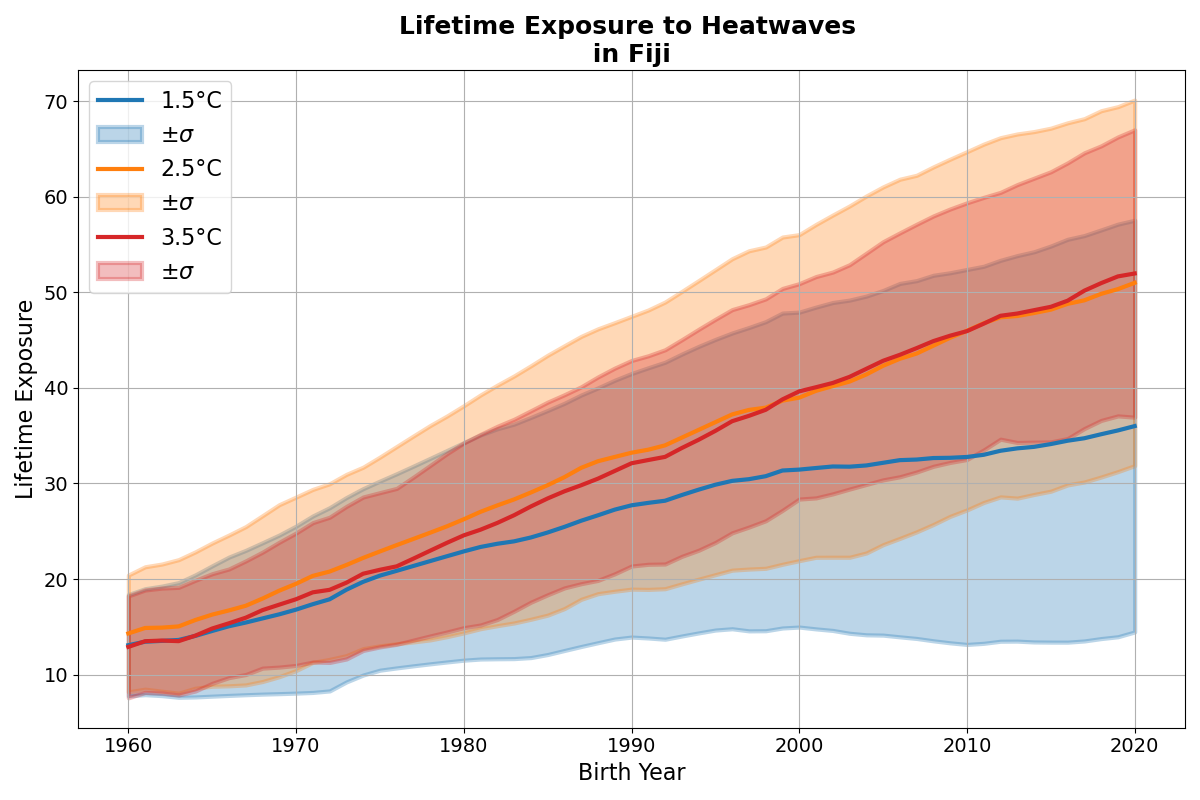 Lifetime Exposure to Heatwaves
in Fiji
1.5°C
±σ
2.5°C
±σ
3.5°C
±σ
Lifetime Exposure
70
60
50
40
30
20
10
1960 1970 1980 1990 2000 2010 2020
Birth Year